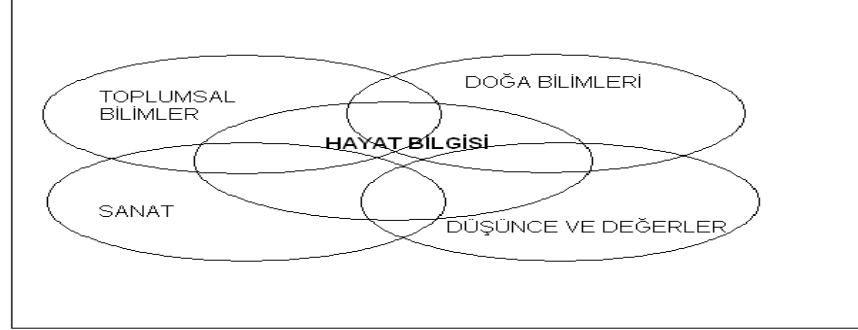 DOĞA BİLİMLERİ
TOPLUMSAL
BİLİMLER
HAYAT BİLGİSİ
SANAT
DÜŞÜNCE VE DEĞERLER